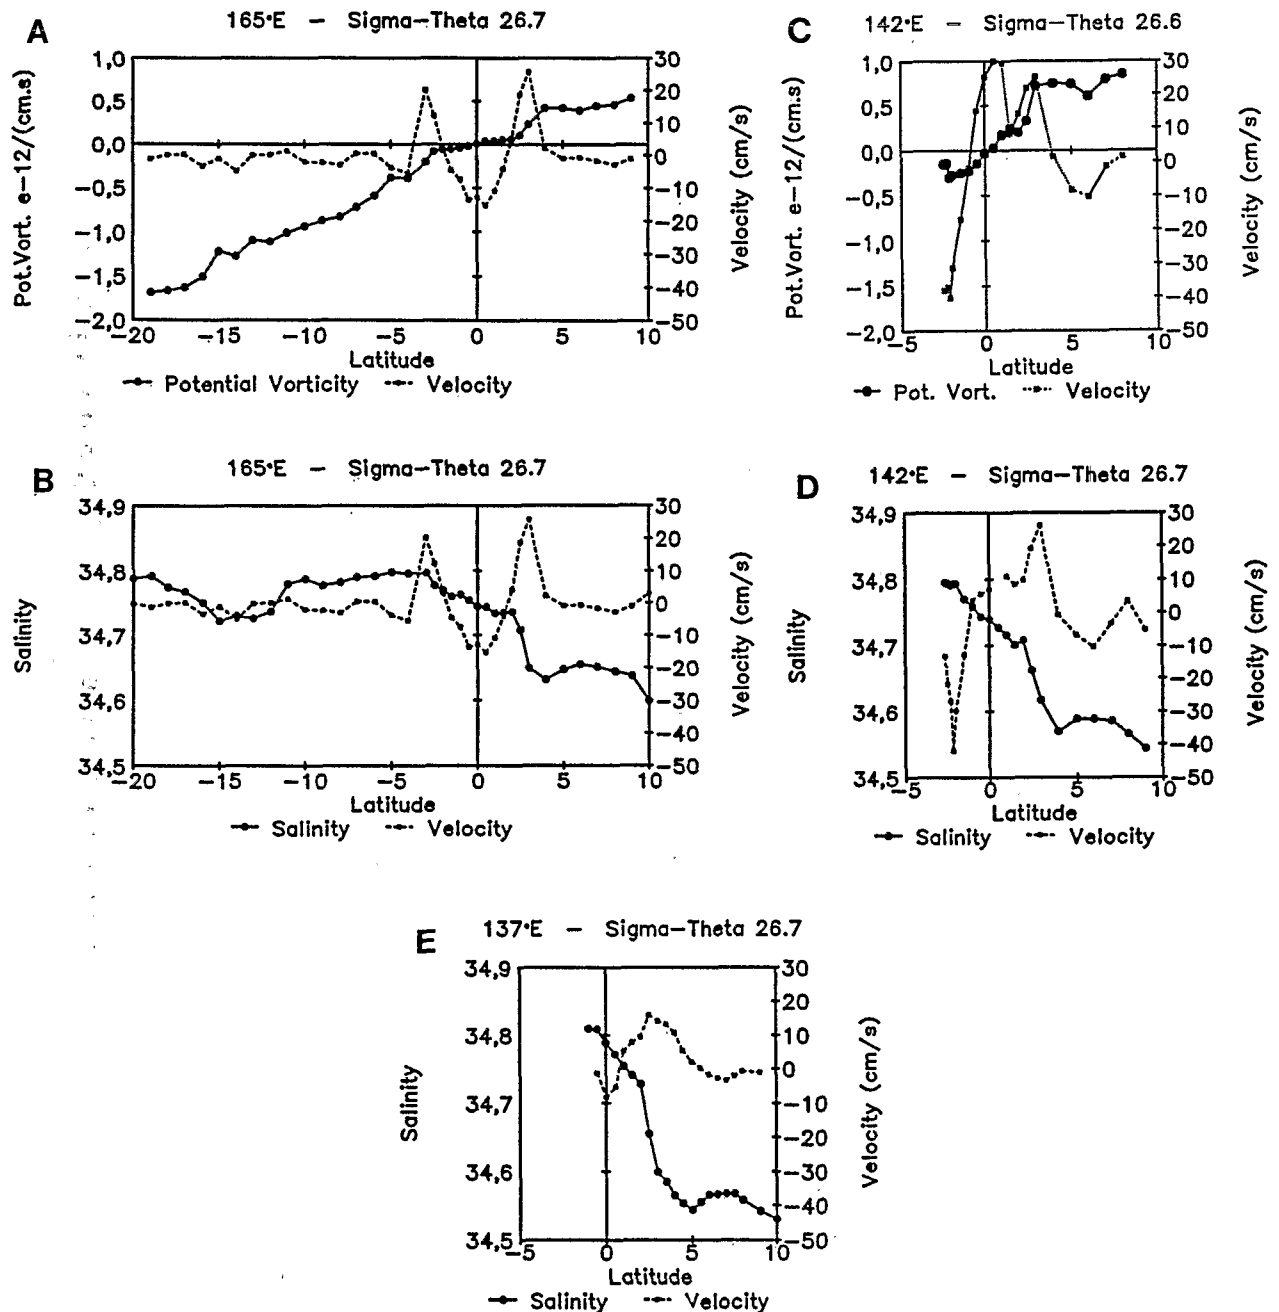 A
165°E – Sigma–Theta 26.7
Pot.Vort. e–12/(cm.s)
1,0
0,5
0,0
–0,5
–1,0
–1,5
–2,0
30
20
10
0
–10
–20
–30
–40
–50
Velocity (cm/s)
–20 –15 –10 –5 0 5 10
Latitude
Potential Vorticity Velocity
C
142°E – Sigma–Theta 26.6
Pot.Vort. e–12/(cm.s)
1,0
0,5
0,0
–0,5
–1,0
–1,5
–2,0
30
20
10
0
–10
–20
–30
–40
–50
Velocity (cm/s)
–5 0 5 10
Latitude
Pot. Vort. Velocity
B
165°E – Sigma–Theta 26.7
Salinity
34,9
34,8
34,7
34,6
34,5
30
20
10
0
–10
–20
–30
–40
–50
Velocity (cm/s)
–20 –15 –10 –5 0 5 10
Latitude
Salinity Velocity
D
142°E – Sigma–Theta 26.7
Salinity
34,9
34,8
34,7
34,6
34,5
30
20
10
0
–10
–20
–30
–40
–50
Velocity (cm/s)
–5 0 5 10
Latitude
Salinity Velocity
E
137°E – Sigma–Theta 26.7
Salinity
34,9
34,8
34,7
34,6
34,5
30
20
10
0
–10
–20
–30
–40
–50
Velocity (cm/s)
–5 0 5 10
Latitude
Salinity Velocity